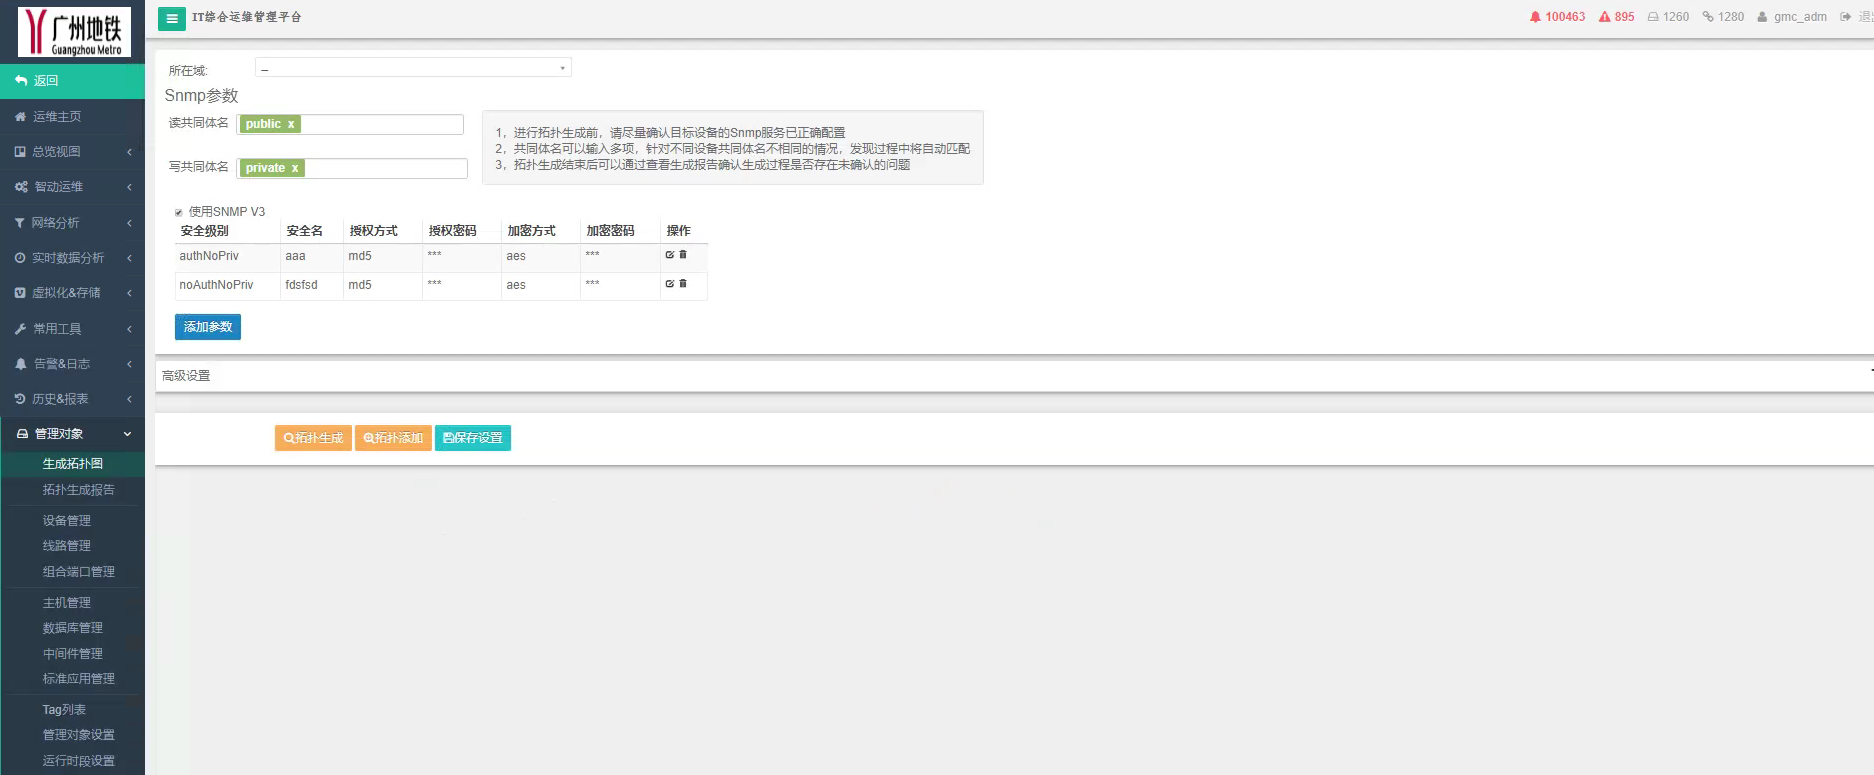 广州地铁
Guangzhou Metro
IT综合运维管理平台
100463
895
1260
1280
gmc_adm
返回
运维主页
总览视图
智动运维
网络分析
实时数据分析
虚拟化&存储
常用工具
告警&日志
历史&报表
管理对象
生成拓扑图
拓扑生成报告
设备管理
线路管理
组合端口管理
主机管理
数据库管理
中间件管理
标准应用管理
Tag列表
管理对象设置
运行时段设置
所在域:
Snmp参数
读共同体名 public x
写共同体名 private x
1，进行拓扑生成前，请尽量确认目标设备的Snmp服务已正确配置
2，共同体名可以输入多项，针对不同设备共同体名不相同的情况，发现过程中将自动匹配
3，拓扑生成结束后可以通过查看生成报告确认生成过程是否存在未确认的问题
使用SNMP V3
安全级别 安全名 授权方式 授权密码 加密方式 加密密码 操作
authNoPriv aaa md5 *** aes ***
noAuthNoPriv fdsfsd md5 *** aes ***
添加参数
高级设置
拓扑生成 拓扑添加 保存设置